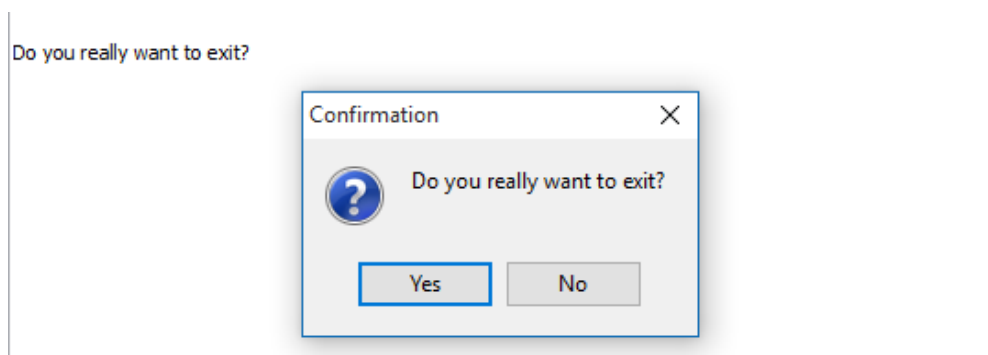 Do you really want to exit?
Confirmation
Do you really want to exit?
Yes No